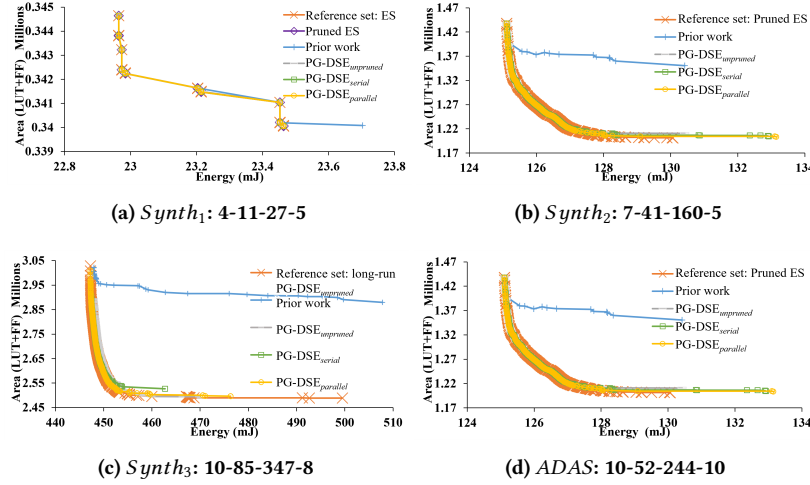 0.345
0.344
0.342
0.341
0.34
0.339
Area (LUT+FF) Millions
22.8 23 23.2 23.4 23.6 23.8
Energy (mJ)
Reference set: ES
Pruned ES
Prior work
PG-DSEunpruned
PG-DSEserial
PG-DSEparallel
(a) Synth1: 4-11-27-5
1.47
1.42
1.37
1.32
1.27
1.22
1.17
Area (LUT+FF) Millions
124 126 128 130 132 134
Energy (mJ)
Reference set: Pruned ES
Prior work
PG-DSEunpruned
PG-DSEserial
PG-DSEparallel
(b) Synth2: 7-41-160-5
3.05
2.95
2.85
2.75
2.65
2.55
2.45
Area (LUT+FF) Millions
440 450 460 470 480 490 500 510
Energy (mJ)
Reference set: long-run
PG-DSEunpruned
Prior work
PG-DSEunpruned
PG-DSEserial
PG-DSEparallel
(c) Synth3: 10-85-347-8
1.47
1.42
1.37
1.32
1.27
1.22
1.17
Area (LUT+FF) Millions
124 126 128 130 132 134
Energy (mJ)
Reference set: Pruned ES
Prior work
PG-DSEunpruned
PG-DSEserial
PG-DSEparallel
(d) ADAS: 10-52-244-10